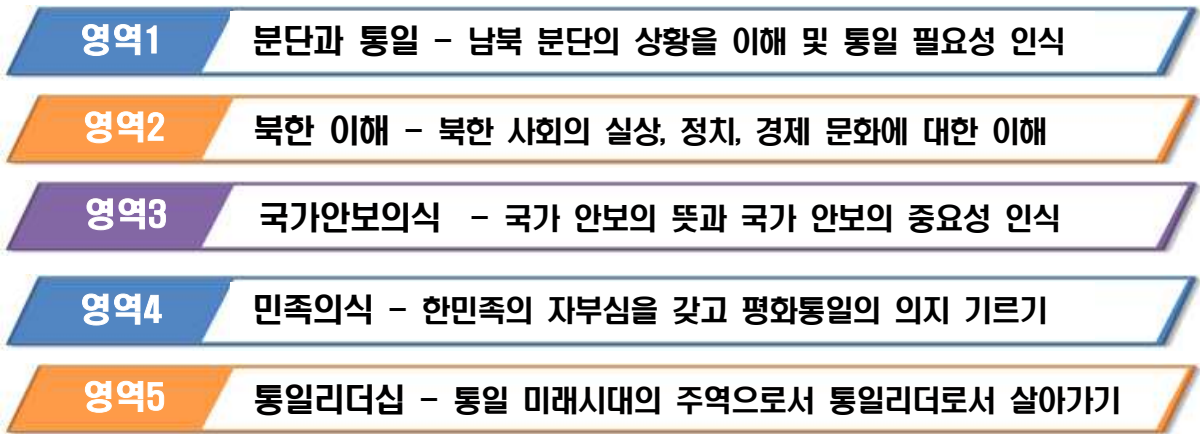 영역1 분단과 통일 - 남북 분단의 상황을 이해 및 통일 필요성 인식
영역2 북한 이해 - 북한 사회의 실상, 정치, 경제 문화에 대한 이해
영역3 국가안보의식 - 국가 안보의 뜻과 국가 안보의 중요성 인식
영역4 민족의식 - 한민족의 자부심을 갖고 평화통일의 의지 기르기
영역5 통일리더십 - 통일 미래시대의 주역으로서 통일리더로서 살아가기